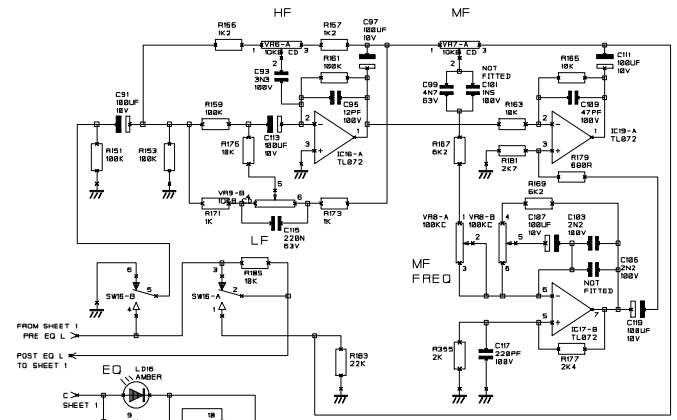 HF
MF
R166
1K2
VR6-A
10KB CD
R157
1K2
C97
100UF
10V
VR7-A
10KB CD
C111
100UF
10V
C93
3N3
100V
R161
100K
C95
12PF
100V
C99
4N7
63V
NOT
FITTED
C101
1N5
100V
R165
10K
C109
47PF
100V
C91
100UF
10V
R159
100K
C113
100UF
10V
R163
10K
R151
100K
R153
100K
R175
10K
IC16-A
TL072
R167
6K2
R181
2K7
IC19-A
TL072
R179
680R
R169
6K2
VR9-B
10KB
R171
1K
R173
1K
C115
220N
63V
LF
VR8-A
100KC
VR8-B
100KC
C107
100UF
10V
C103
2N2
100V
C106
2N2
100V
NOT
FITTED
MF
FREQ
SW16-B
SW16-A
R185
10K
IC17-B
TL072
C119
100UF
10V
FROM SHEET 1
PRE EQ L
POST EQ L
TO SHEET 1
R183
22K
R355
2K
C117
220PF
100V
R177
2K4
EQ
LD16
AMBER
C
SHEET 1
9
18